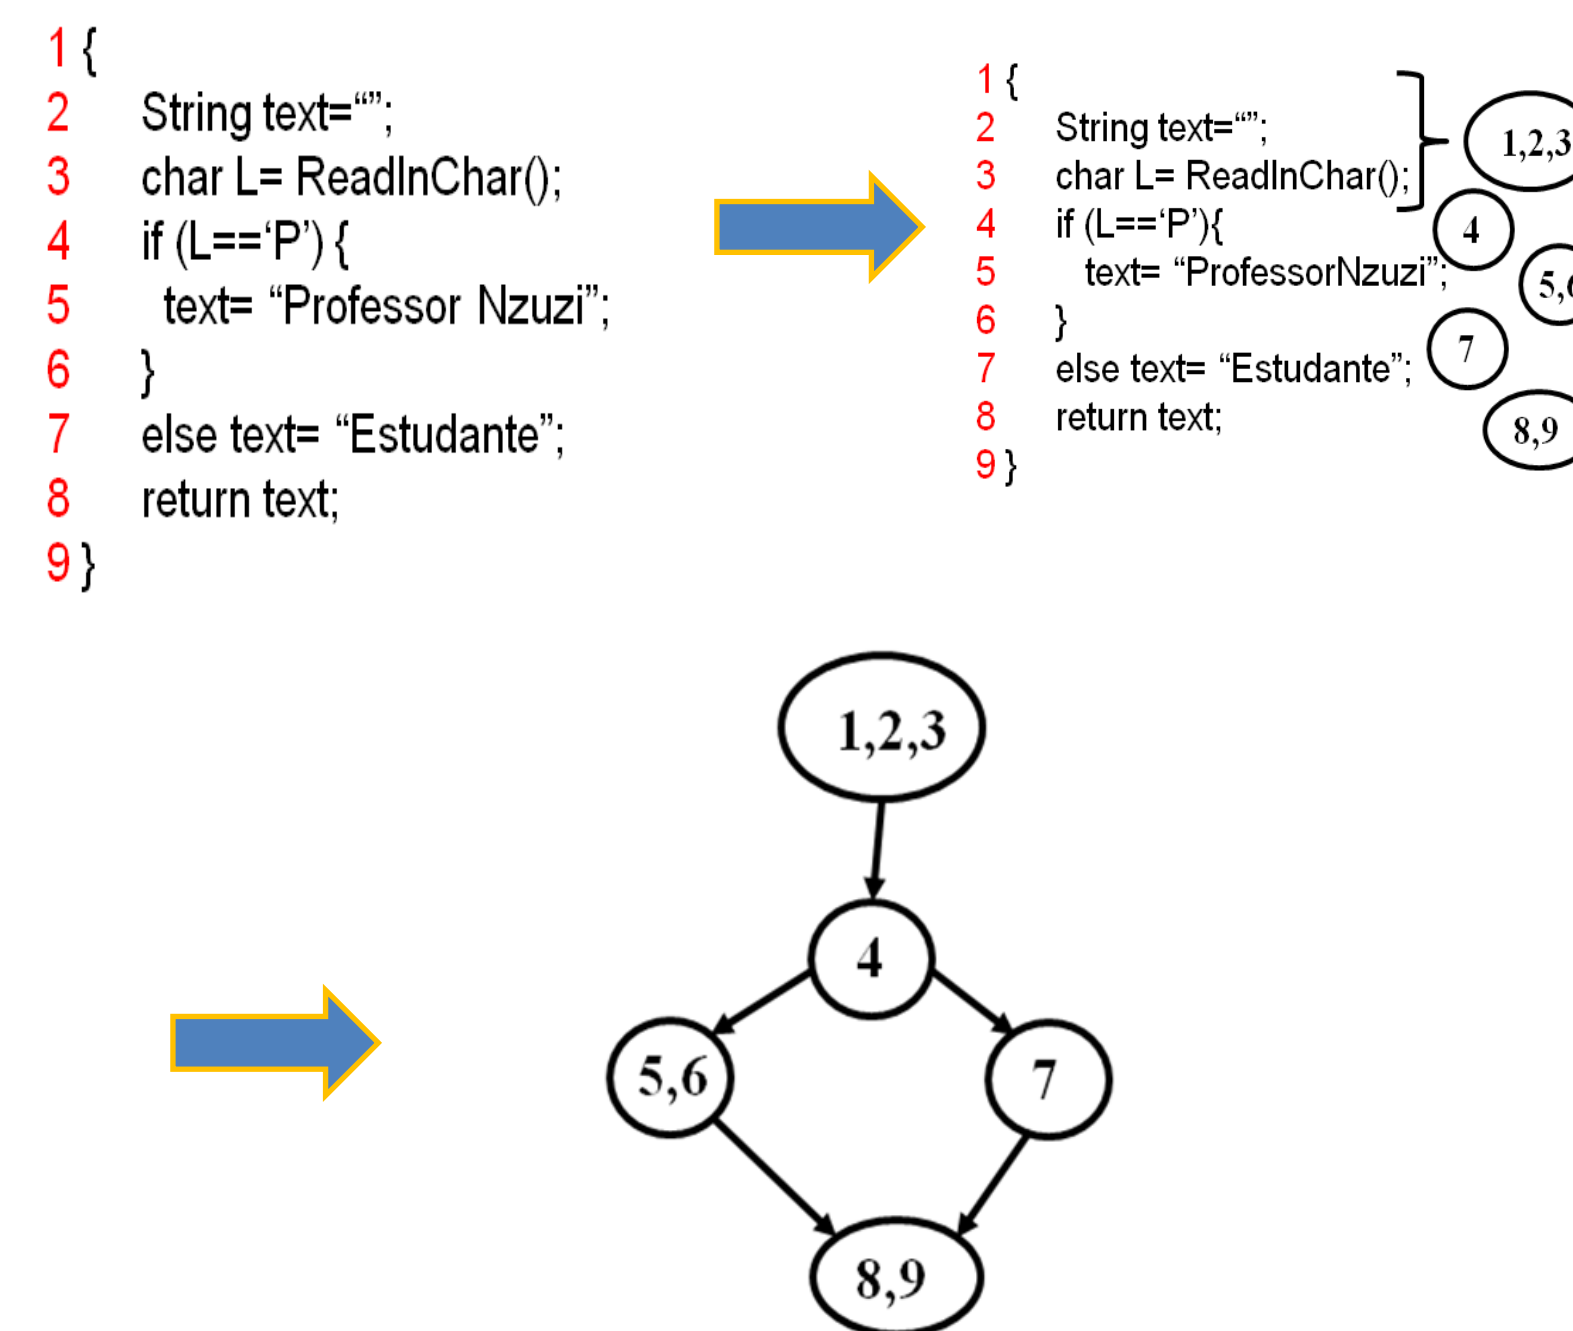 1 {
2 String text=“”;
3 char L= ReadInChar();
4 if (L==‘P’) {
5 text= “Professor Nzuzi”;
6 }
7 else text= “Estudante”;
8 return text;
9 }
1 {
2 String text=“”;
3 char L= ReadInChar();
4 if (L==‘P’){
5 text= “ProfessorNzuzi”;
6 }
7 else text= “Estudante”;
8 return text;
9 }
1,2,3
4
5,
7
8,9
1,2,3
4
5,6
7
8,9